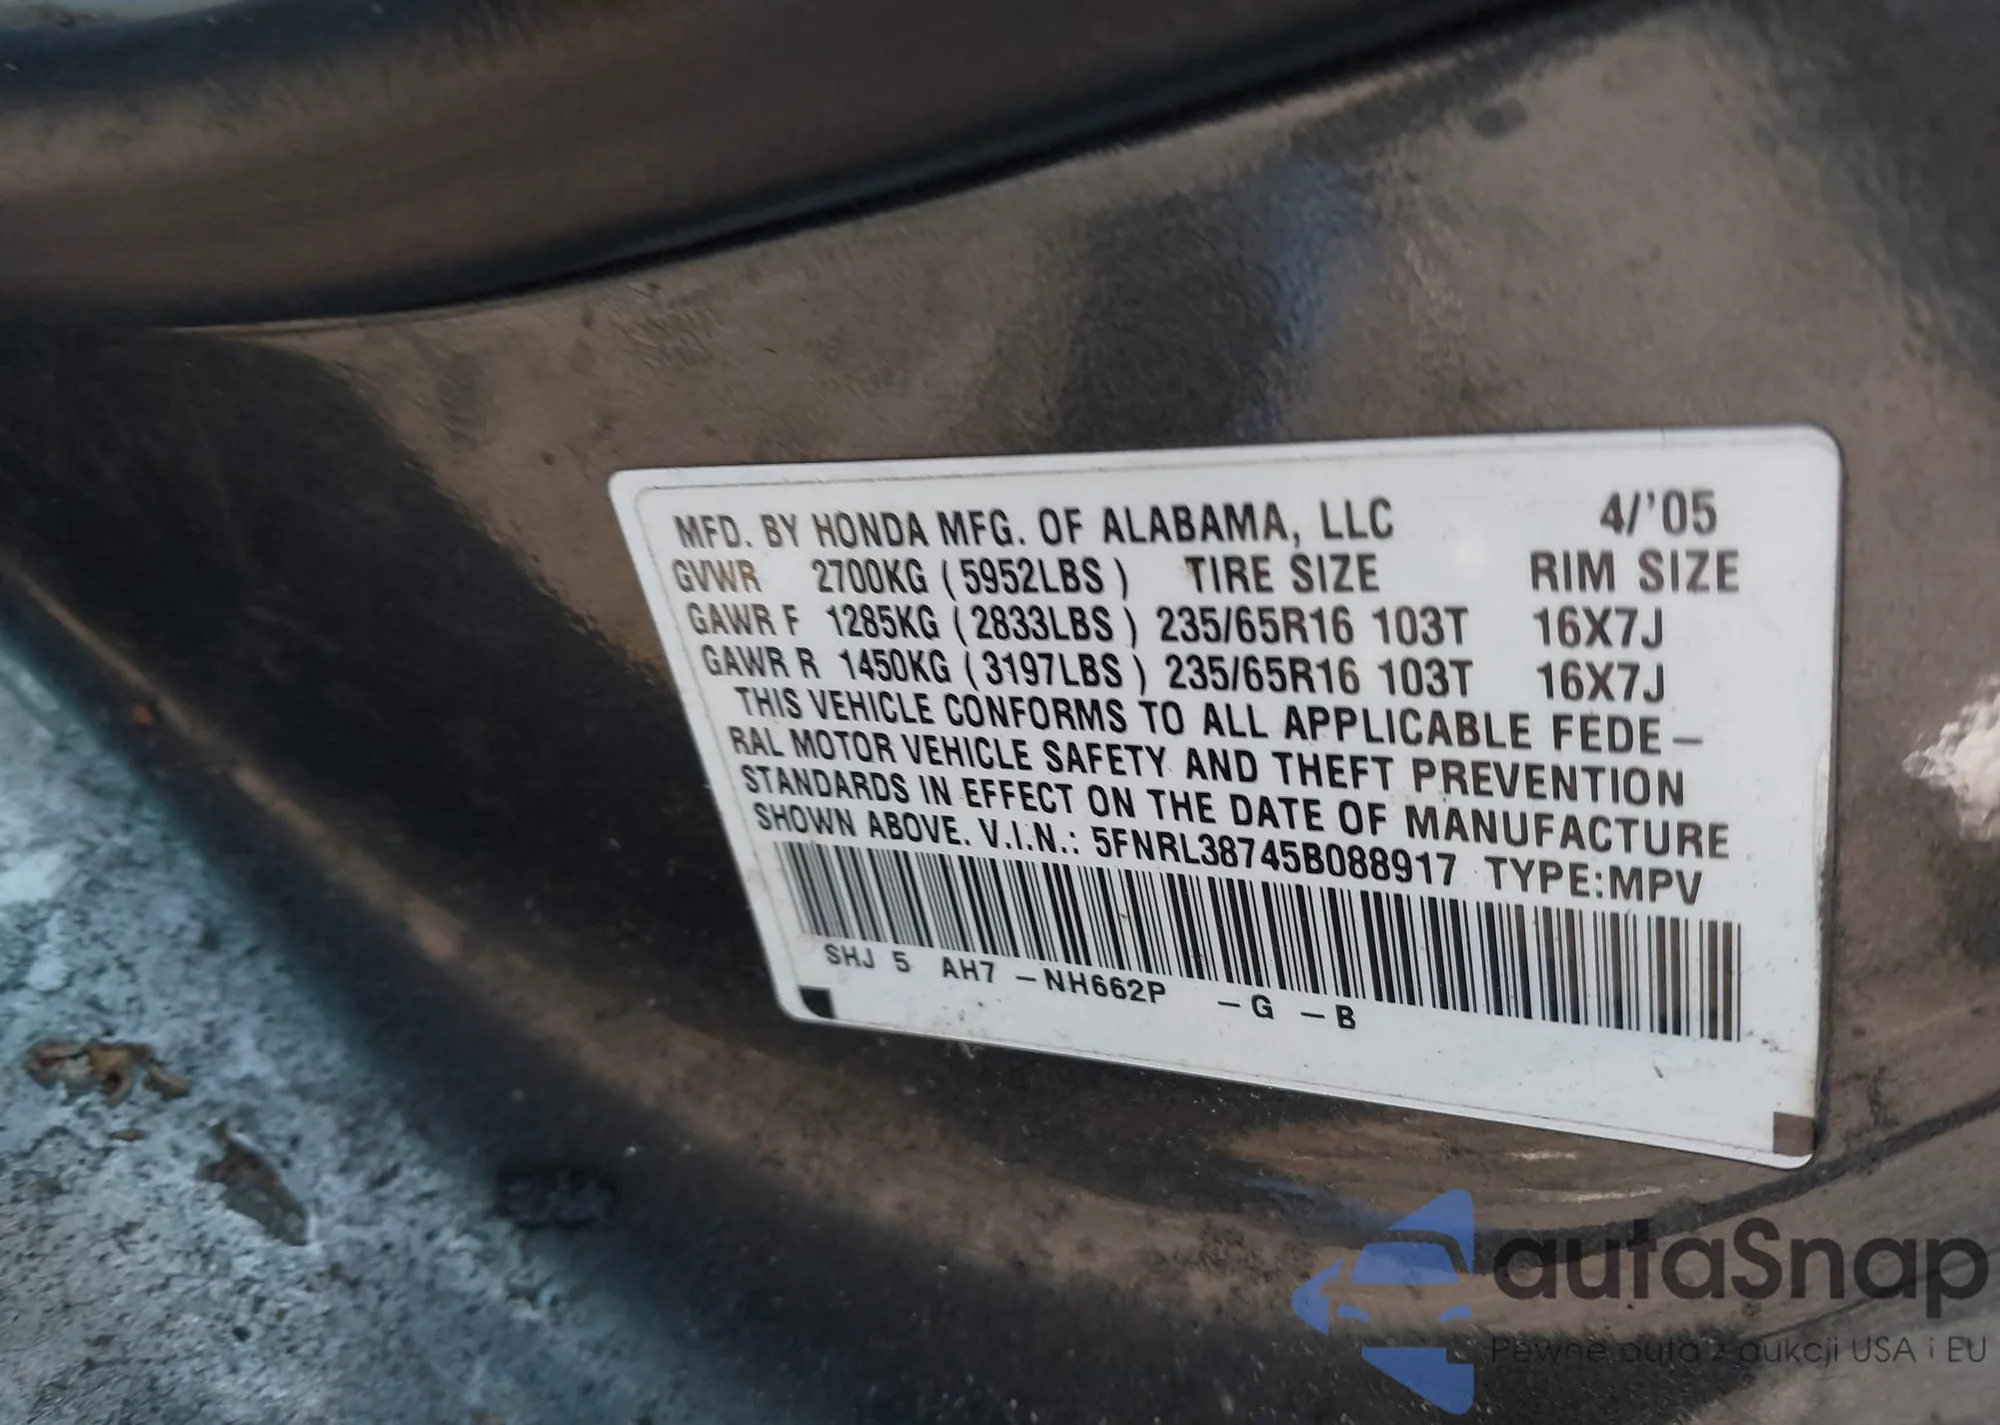 MFD. BY HONDA MFG. OF ALABAMA, LLC 4/'05
GVWR 2700KG (5952LBS) TIRE SIZE RIM SIZE
GAWR F 1285KG (2833LBS) 235/65R16 103T 16X7J
GAWR R 1450KG (3197LBS) 235/65R16 103T 16X7J
THIS VEHICLE CONFORMS TO ALL APPLICABLE FEDE–
RAL MOTOR VEHICLE SAFETY AND THEFT PREVENTION
STANDARDS IN EFFECT ON THE DATE OF MANUFACTURE
SHOWN ABOVE. V.I.N.: 5FNRL38745B088917 TYPE:MPV
SHJ 5 AH7 –NH662P –G –B
autaSnap
Pewne auta z aukcji USA i EU